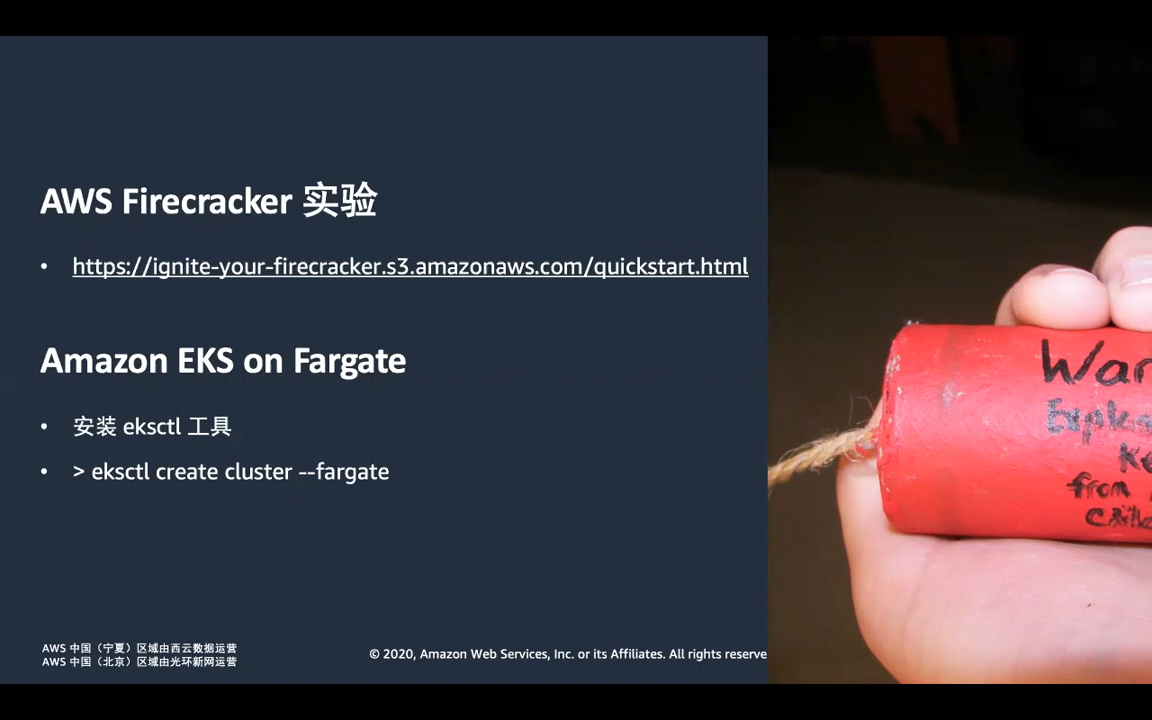 AWS Firecracker 实验
• https://ignite-your-firecracker.s3.amazonaws.com/quickstart.html
Amazon EKS on Fargate
• 安装 eksctl 工具
• > eksctl create cluster --fargate
AWS 中国（宁夏）区域由西云数据运营
AWS 中国（北京）区域由光环新网运营
© 2020, Amazon Web Services, Inc. or its Affiliates. All rights reserve
War
from